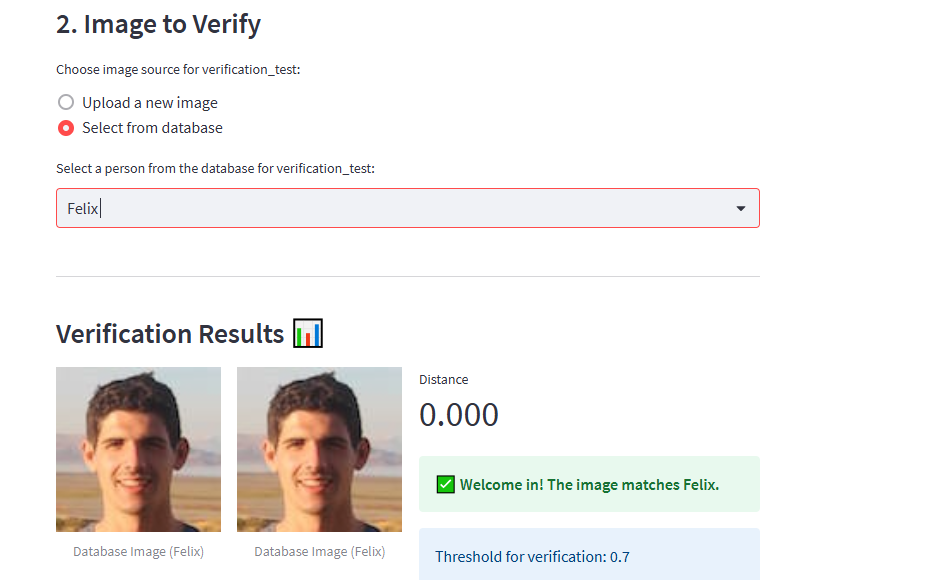 2. Image to Verify
Choose image source for verification_test:
Upload a new image
Select from database
Select a person from the database for verification_test:
Felix
Verification Results
Database Image (Felix)
Database Image (Felix)
Distance
0.000
Welcome in! The image matches Felix.
Threshold for verification: 0.7